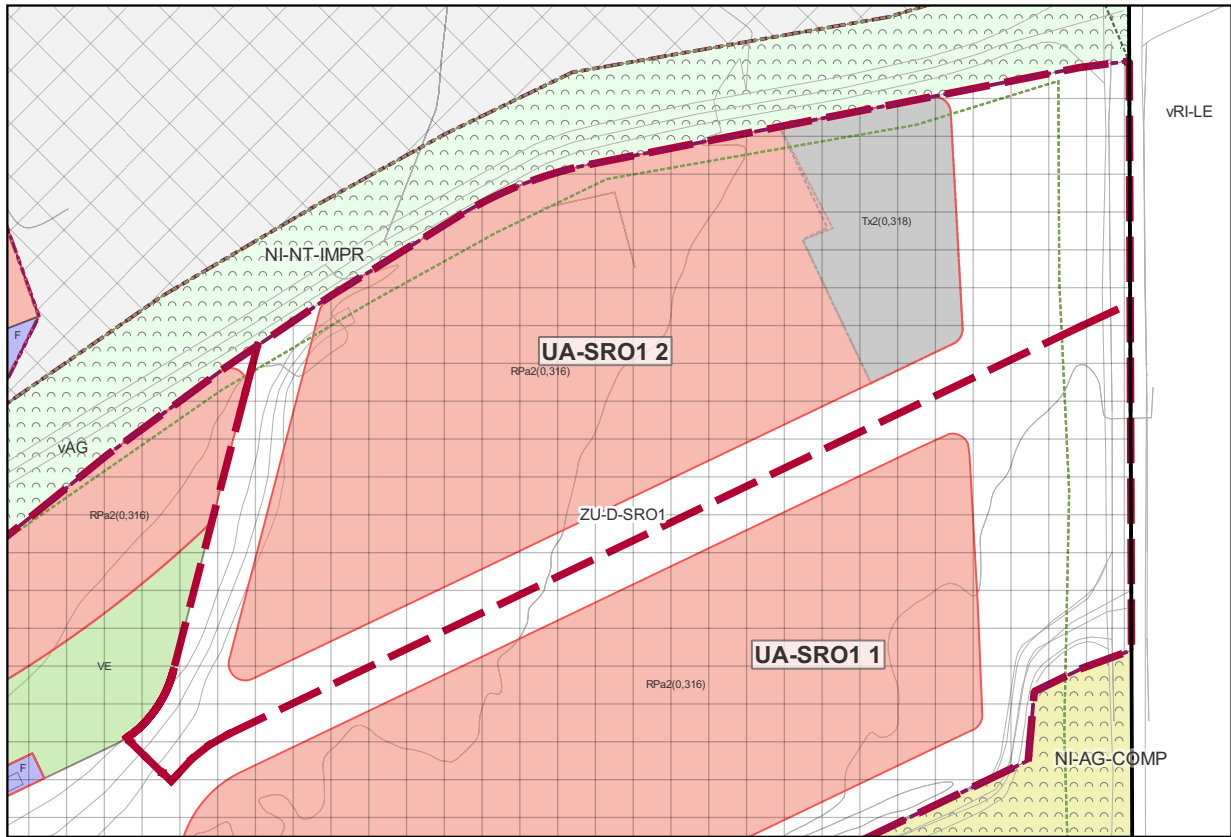 vRI-LE
Tx2(0,318)
NI-NT-IMPR
F
UA-SRO1 2
RPa2(0,316)
vAG
RPa2(0,316)
ZU-D-SRO1
UA-SRO1 1
VE
RPa2(0,316)
NI-AG-COMP
F